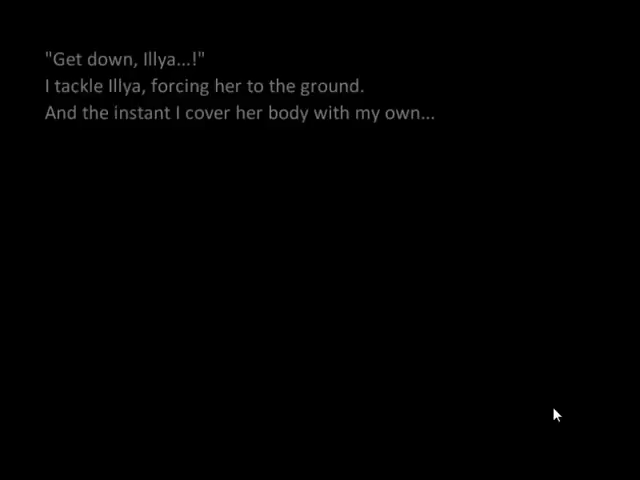 "Get down, Illya...!"
I tackle Illya, forcing her to the ground.
And the instant I cover her body with my own...